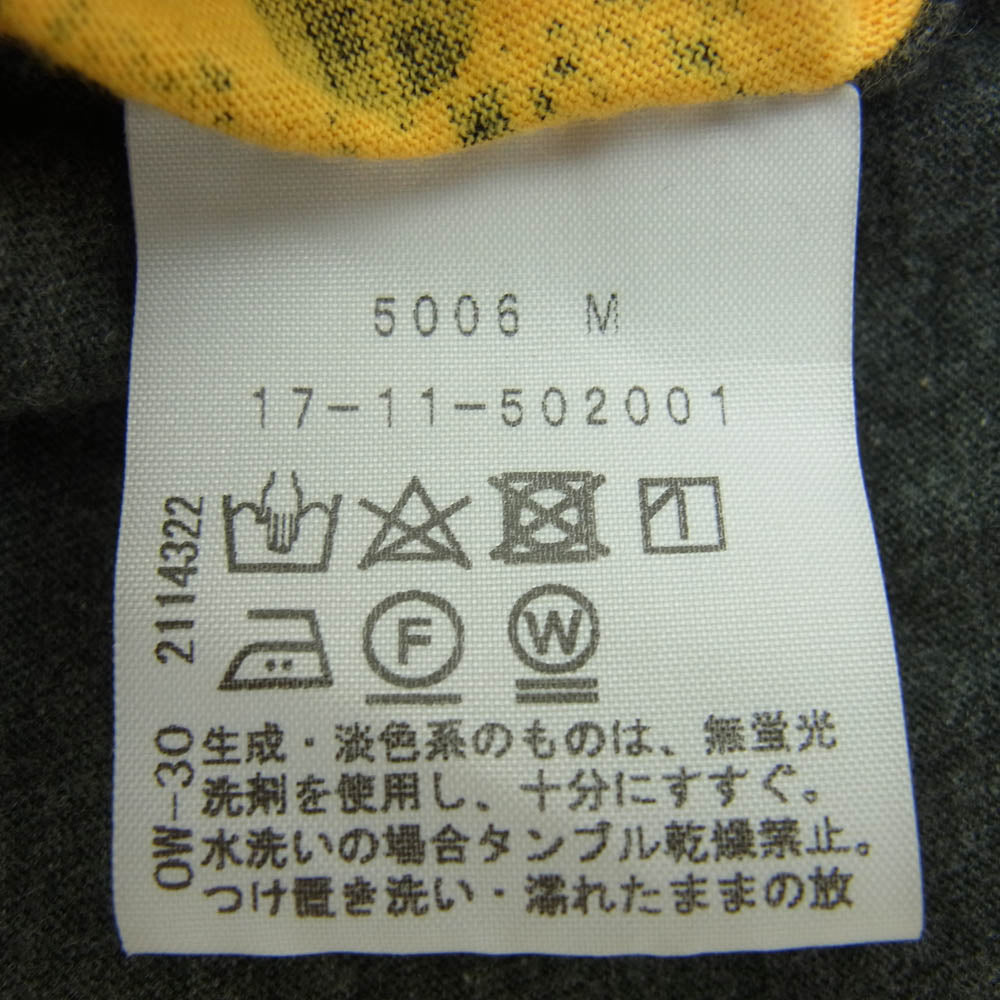 5006 M
17-11-502001
2114322
F
W
OW-30
生成・淡色系のものは、無蛍光
洗剤を使用し、十分にすすぐ。
水洗いの場合タンブル乾燥禁止。
つけ置き洗い・濡れたままの放